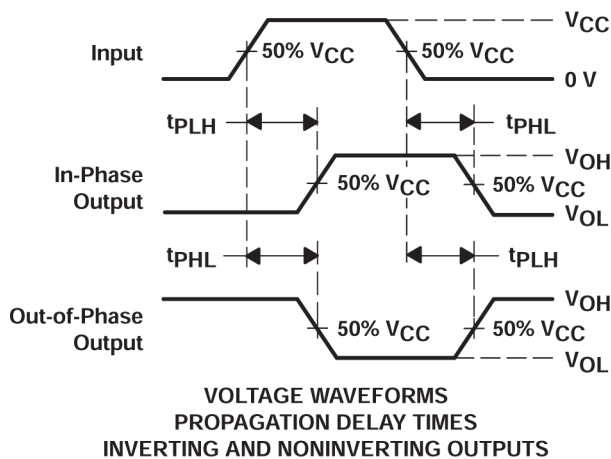 VCC
Input
50% VCC
50% VCC
0 V
tPLH
tPHL
In-Phase
Output
50% VCC
VOH
50% VCC
VOL
tPHL
tPLH
Out-of-Phase
Output
50% VCC
VOH
50% VCC
VOL
VOLTAGE WAVEFORMS
PROPAGATION DELAY TIMES
INVERTING AND NONINVERTING OUTPUTS